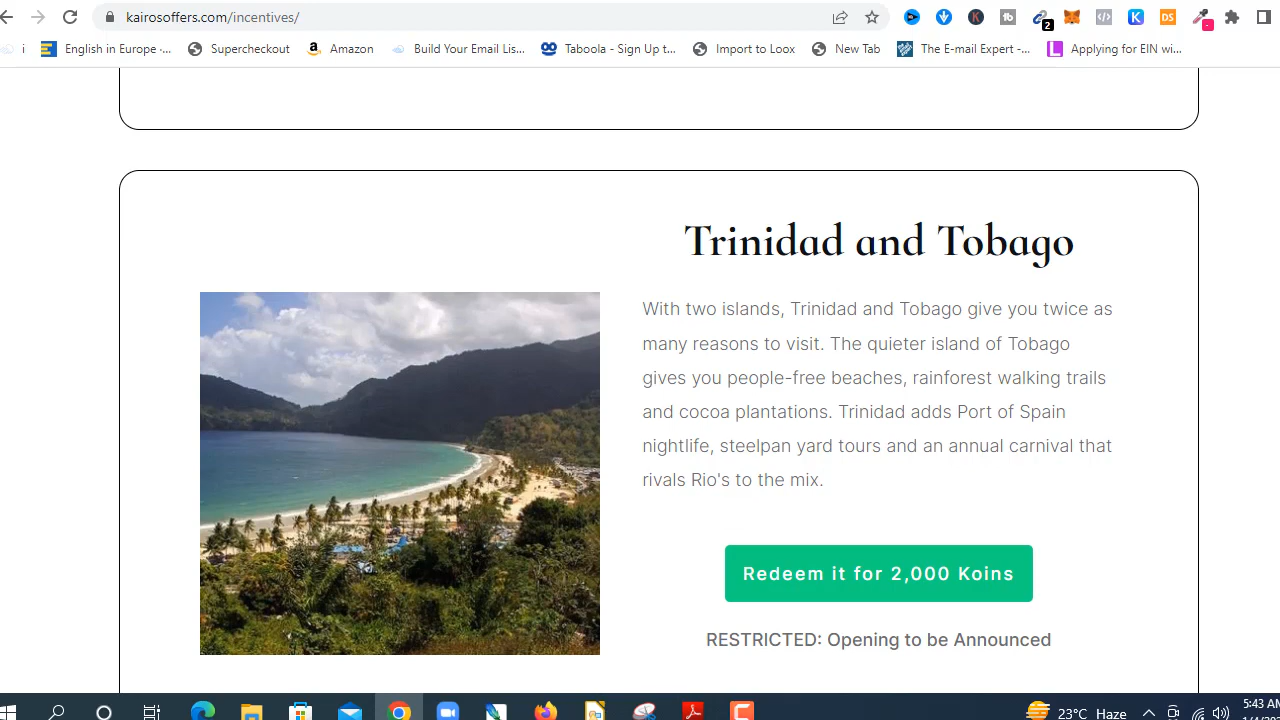 kairosoffers.com/incentives/
2
i
English in Europe -...
Supercheckout
Amazon
Build Your Email Lis...
Taboola - Sign Up t...
Import to Loox
New Tab
The E-mail Expert -...
Applying for EIN wi...
Trinidad and Tobago
With two islands, Trinidad and Tobago give you twice as
many reasons to visit. The quieter island of Tobago
gives you people-free beaches, rainforest walking trails
and cocoa plantations. Trinidad adds Port of Spain
nightlife, steelpan yard tours and an annual carnival that
rivals Rio's to the mix.
Redeem it for 2,000 Koins
RESTRICTED: Opening to be Announced
23°C Haze
5:43 AM